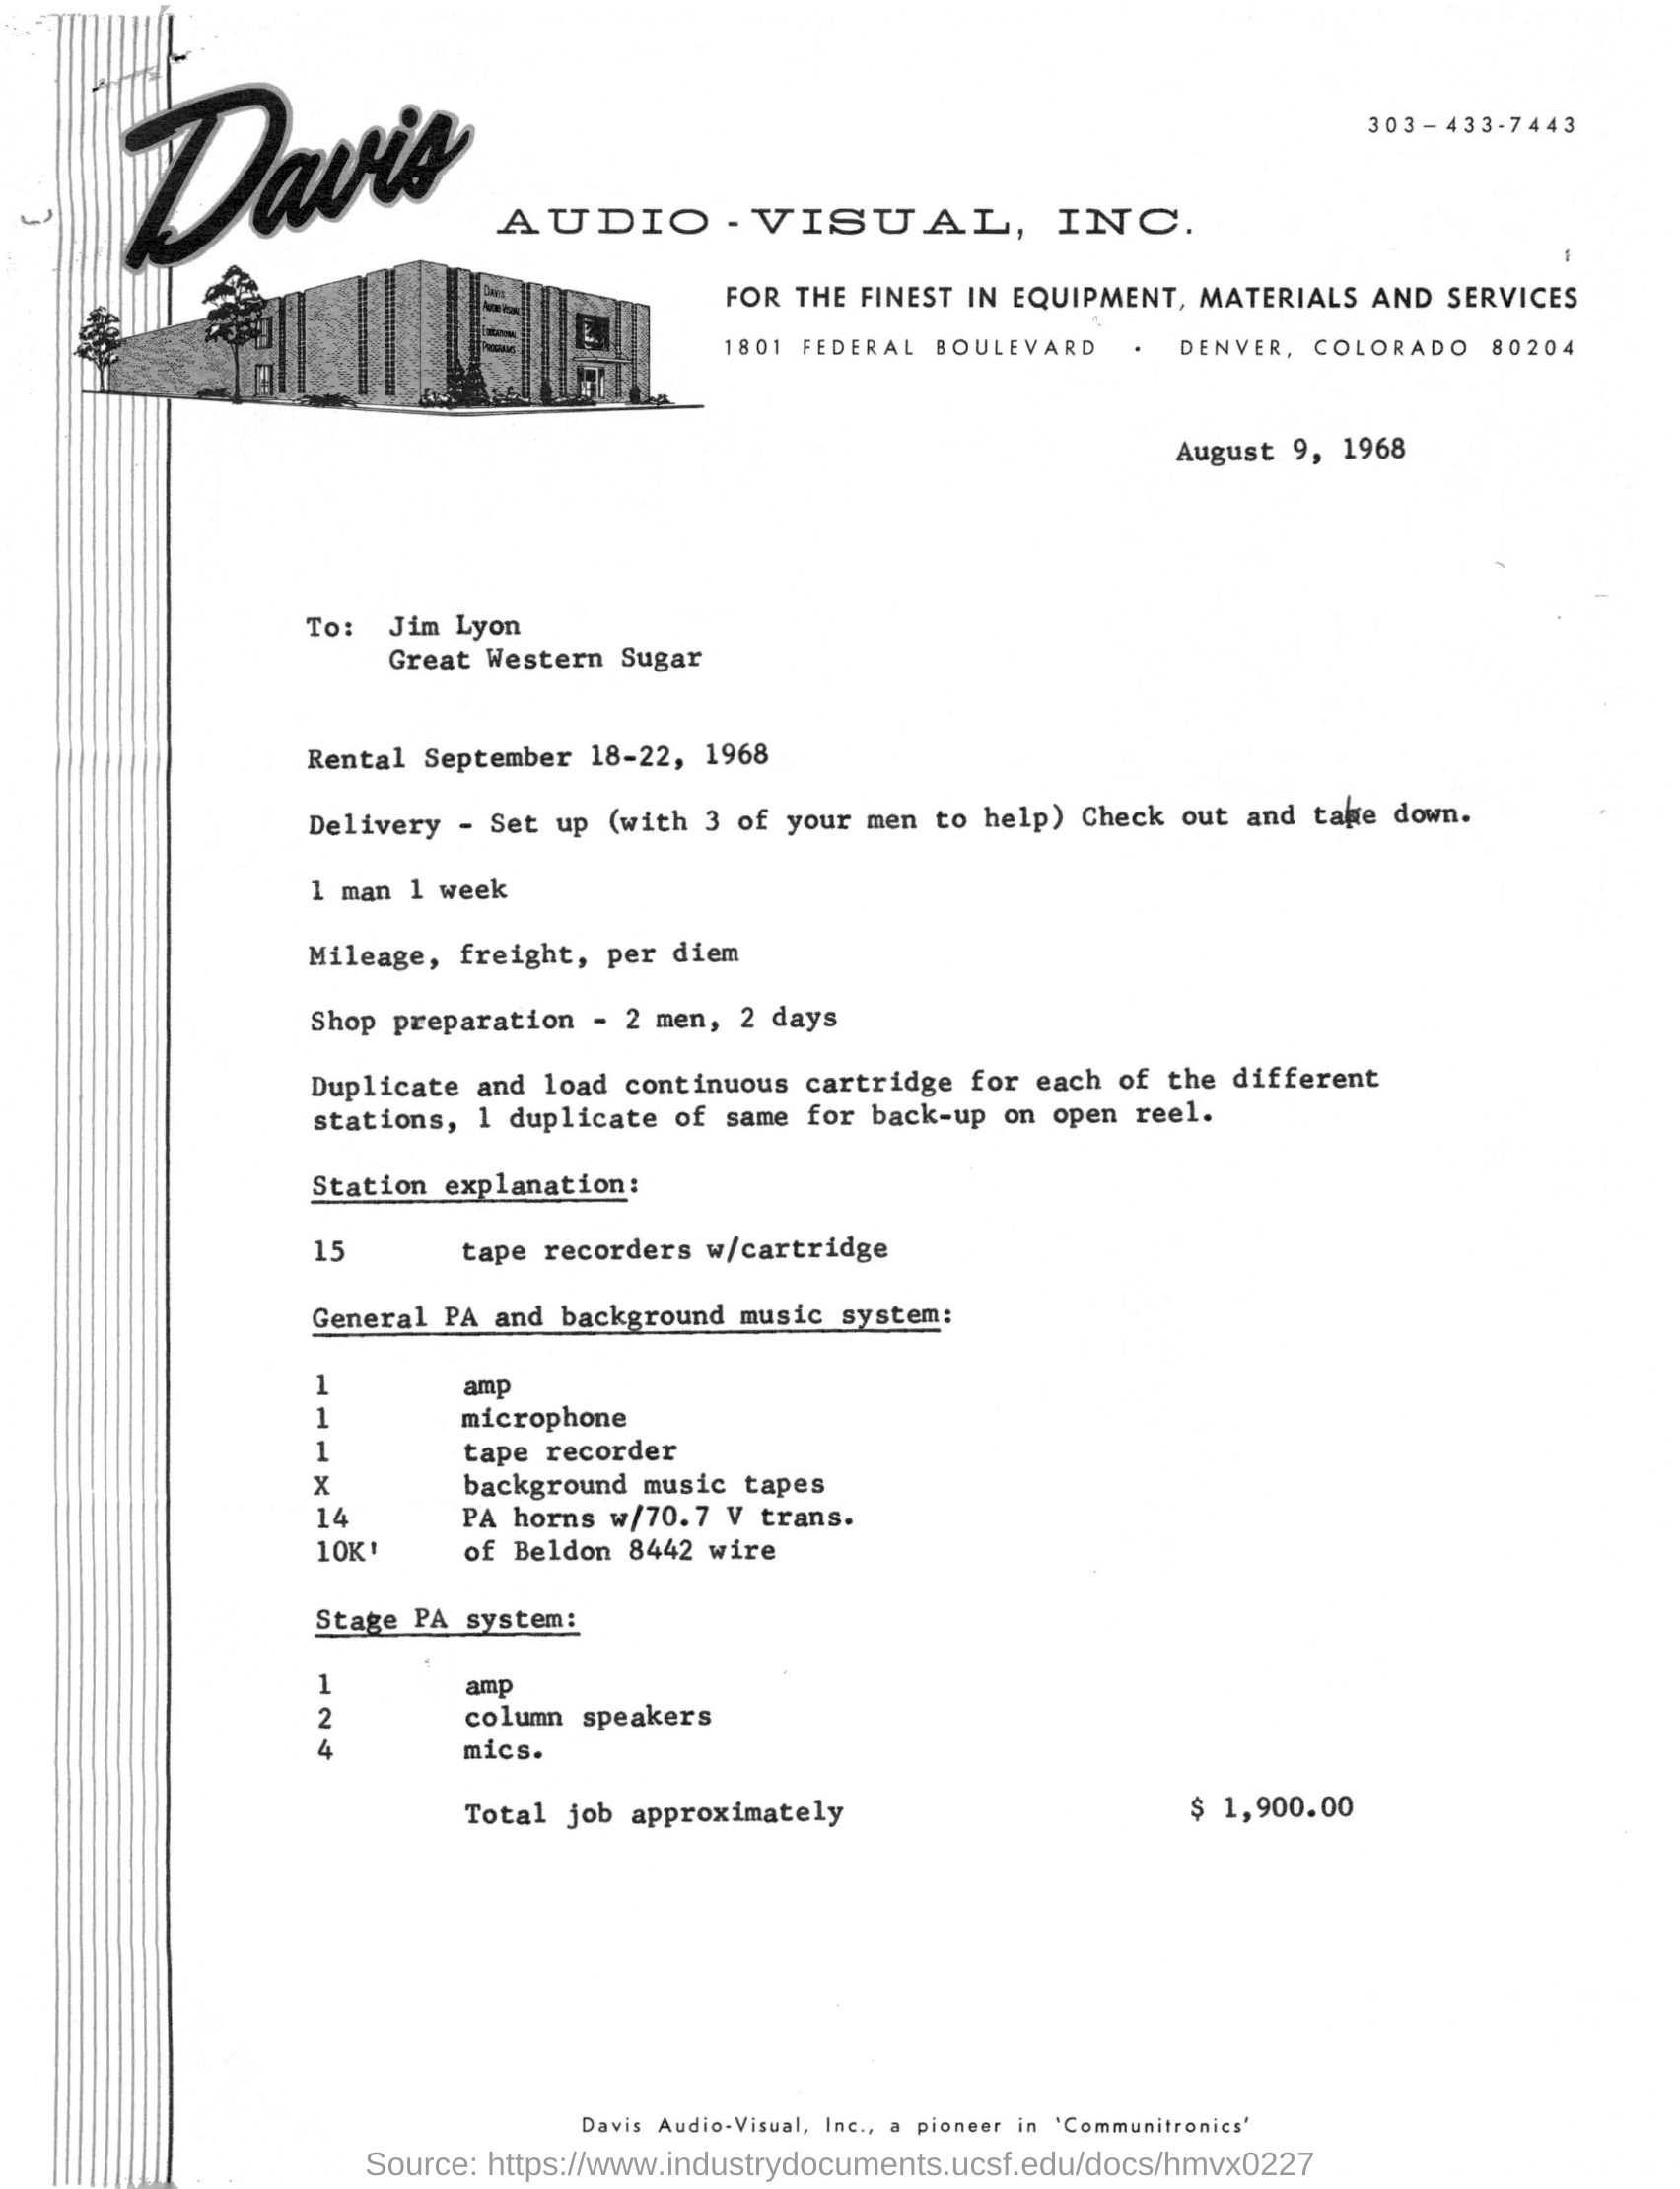 303-433-7443
Davis
AUDIO-VISUAL, INC.
DAVIS
AUDIO-VISUAL
EDUCATIONAL
PROGRAMS
FOR THE FINEST IN EQUIPMENT, MATERIALS AND SERVICES
1801 FEDERAL BOULEVARD • DENVER, COLORADO 80204
August 9, 1968
To: Jim Lyon
Great Western Sugar
Rental September 18-22, 1968
Delivery - Set up (with 3 of your men to help) Check out and take down.
1 man 1 week
Mileage, freight, per diem
Shop preparation - 2 men, 2 days
Duplicate and load continuous cartridge for each of the different
stations, 1 duplicate of same for back-up on open reel.
Station explanation:
15 tape recorders w/cartridge
General PA and background music system:
1 amp
1 microphone
1 tape recorder
X background music tapes
14 PA horns w/70.7 V trans.
10K' of Beldon 8442 wire
Stage PA system:
1 amp
2 column speakers
4 mics.
Total job approximately $ 1,900.00
Davis Audio-Visual, Inc., a pioneer in 'Communitronics'
Source: https://www.industrydocuments.ucsf.edu/docs/hmvx0227